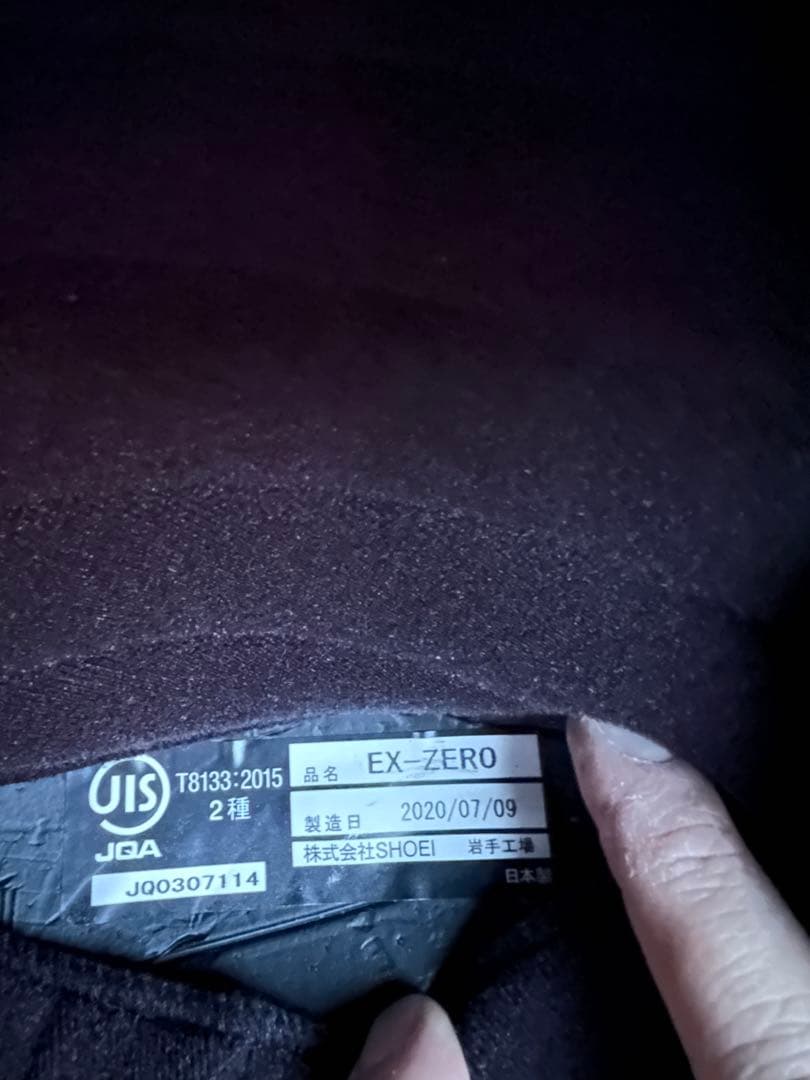 JIS
T8133:2015
2種
JQA
JQ0307114
品名 EX-ZERO
製造日 2020/07/09
株式会社SHOEI 岩手工場
日本製